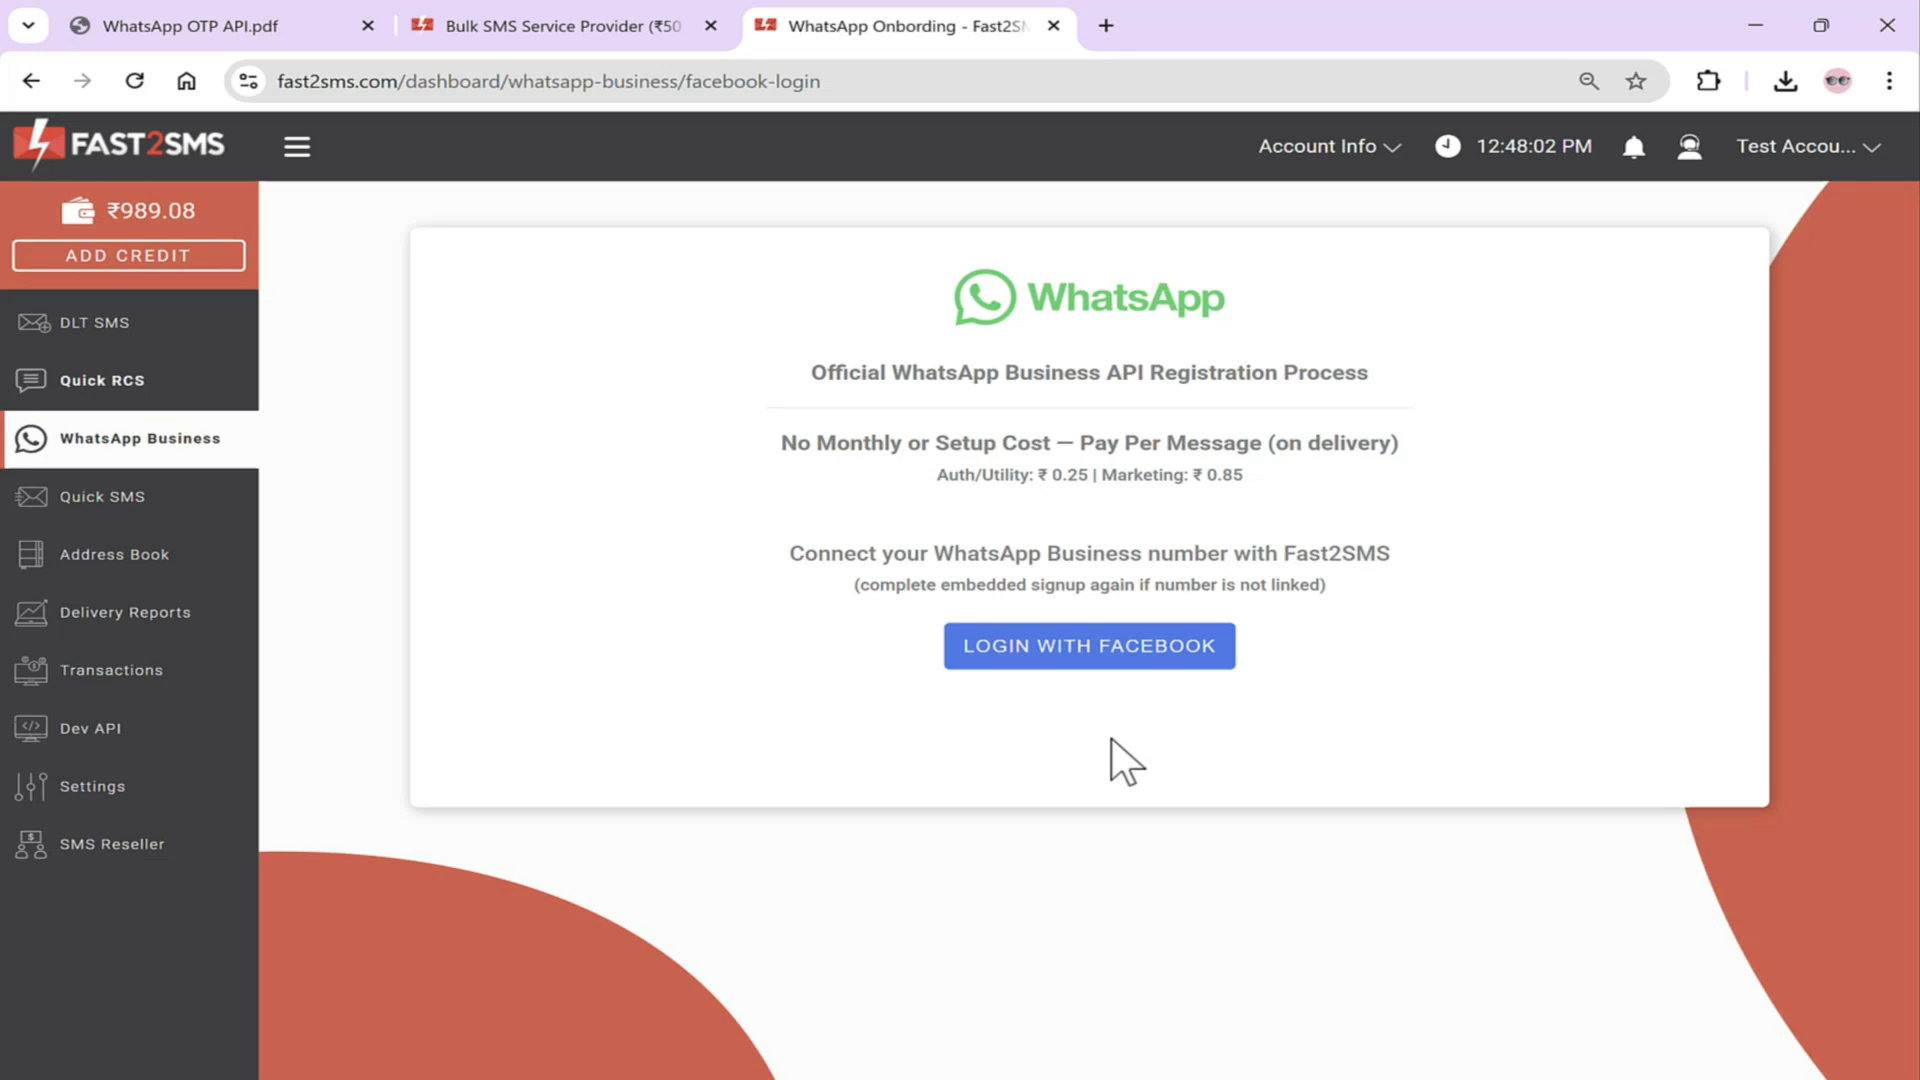 WhatsApp OTP API.pdf
Bulk SMS Service Provider (₹50
WhatsApp Onbording - Fast2SM
fast2sms.com/dashboard/whatsapp-business/facebook-login
FAST2SMS
Account Info
12:48:02 PM
Test Accou...
₹989.08
ADD CREDIT
DLT SMS
Quick RCS
WhatsApp Business
Quick SMS
Address Book
Delivery Reports
Transactions
Dev API
Settings
SMS Reseller
WhatsApp
Official WhatsApp Business API Registration Process
No Monthly or Setup Cost — Pay Per Message (on delivery)
Auth/Utility: ₹ 0.25 | Marketing: ₹ 0.85
Connect your WhatsApp Business number with Fast2SMS
(complete embedded signup again if number is not linked)
LOGIN WITH FACEBOOK